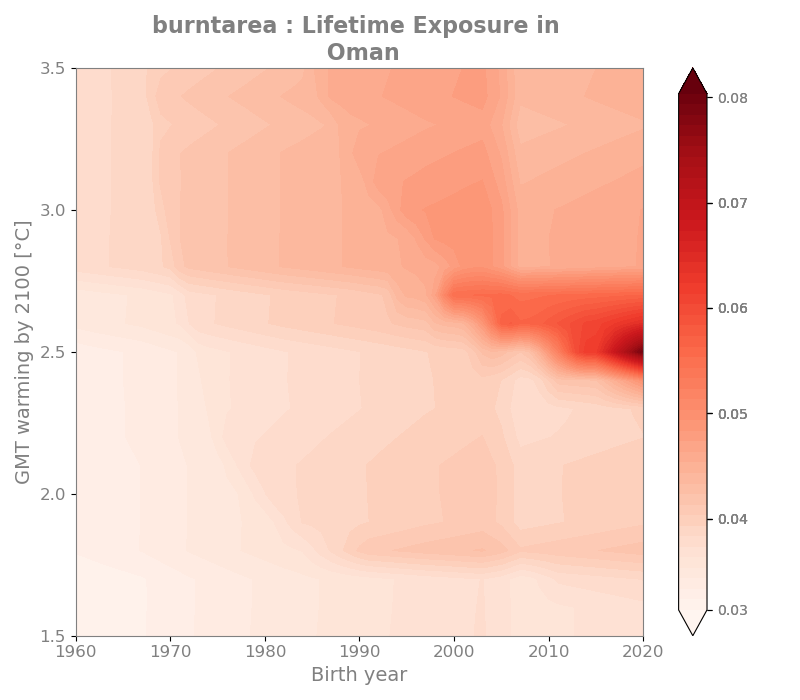 burntarea : Lifetime Exposure in
Oman
GMT warming by 2100 [°C]
3.5
3.0
2.5
2.0
1.5
1960 1970 1980 1990 2000 2010 2020
Birth year
0.08
0.07
0.06
0.05
0.04
0.03